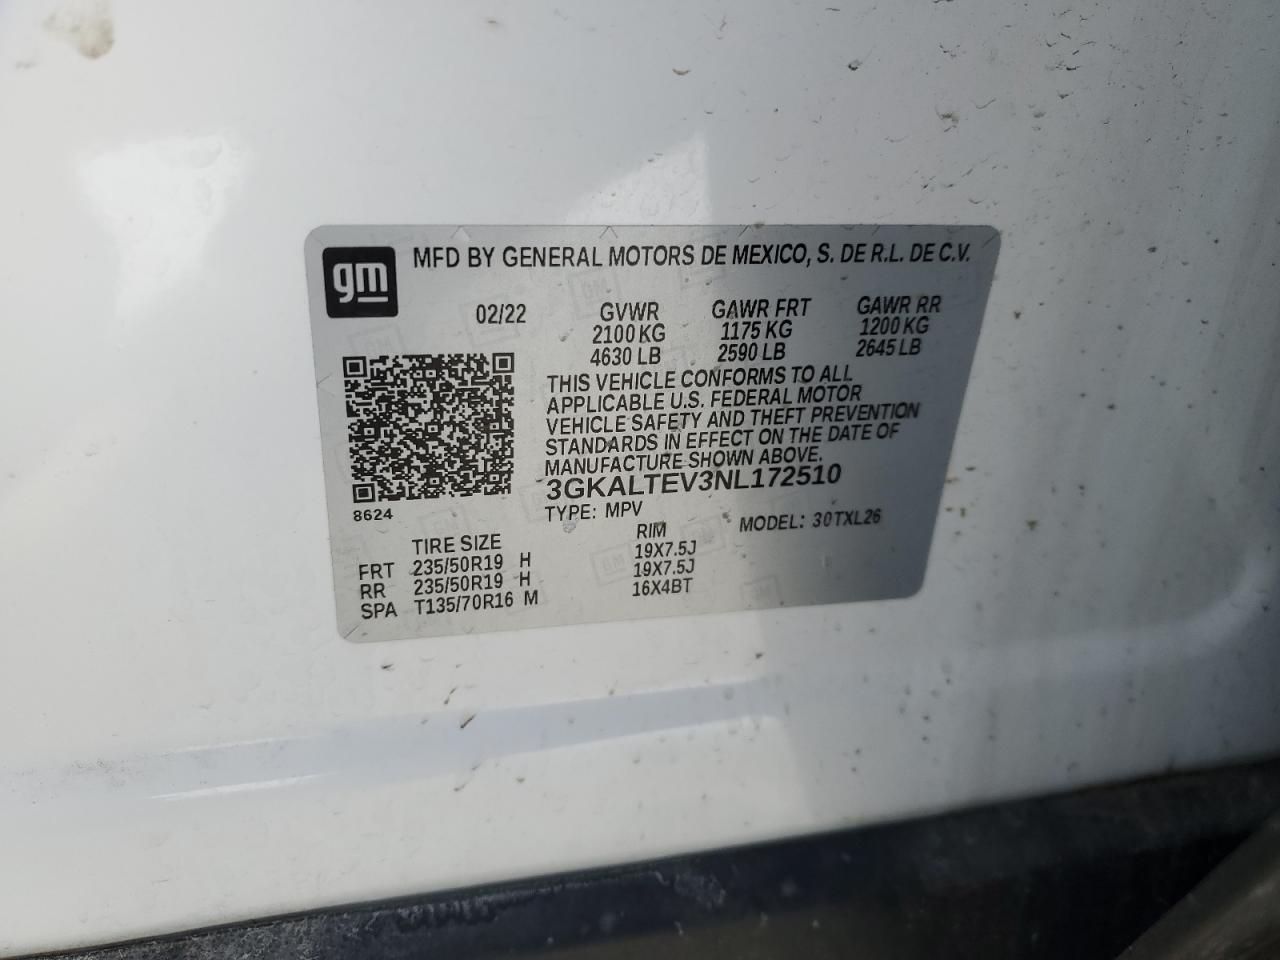 gm
MFD BY GENERAL MOTORS DE MEXICO, S. DE R.L. DE C.V.
02/22 GVWR GAWR FRT GAWR RR
2100 KG 1175 KG 1200 KG
4630 LB 2590 LB 2645 LB
THIS VEHICLE CONFORMS TO ALL
APPLICABLE U.S. FEDERAL MOTOR
VEHICLE SAFETY AND THEFT PREVENTION
STANDARDS IN EFFECT ON THE DATE OF
MANUFACTURE SHOWN ABOVE.
3GKALTEV3NL172510
8624
TYPE: MPV MODEL: 30TXL26
TIRE SIZE RIM
FRT 235/50R19 H 19X7.5J
RR 235/50R19 H 19X7.5J
SPA T135/70R16 M 16X4BT